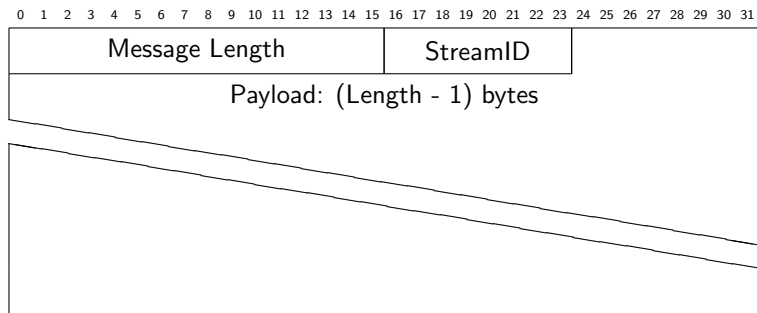 0 1 2 3 4 5 6 7 8 9 10 11 12 13 14 15 16 17 18 19 20 21 22 23 24 25 26 27 28 29 30 31
Message Length StreamID
Payload: (Length - 1) bytes